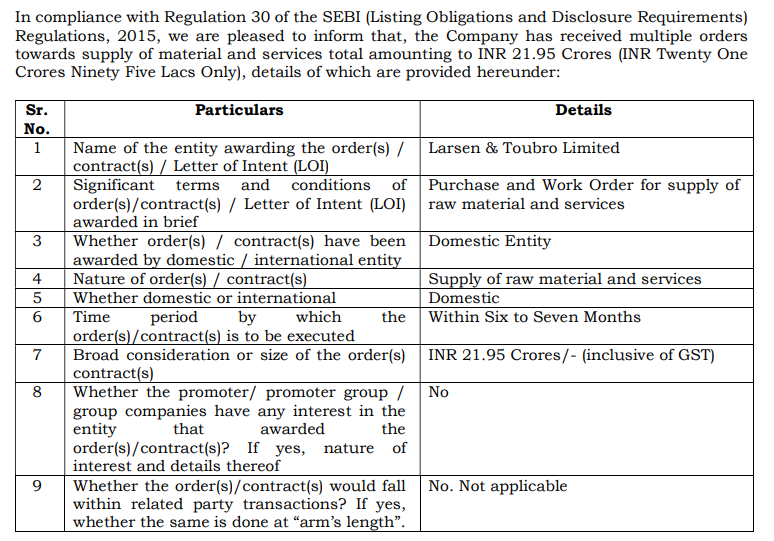 In compliance with Regulation 30 of the SEBI (Listing Obligations and Disclosure Requirements)
Regulations, 2015, we are pleased to inform that, the Company has received multiple orders
towards supply of material and services total amounting to INR 21.95 Crores (INR Twenty One
Crores Ninety Five Lacs Only), details of which are provided hereunder:
Sr. No. Particulars Details
1 Name of the entity awarding the order(s) / Larsen & Toubro Limited
contract(s) / Letter of Intent (LOI)
2 Significant terms and conditions of Purchase and Work Order for supply of
order(s)/contract(s) / Letter of Intent (LOI) raw material and services
awarded in brief
3 Whether order(s) / contract(s) have been Domestic Entity
awarded by domestic / international entity
4 Nature of order(s) / contract(s) Supply of raw material and services
5 Whether domestic or international Domestic
6 Time period by which the Within Six to Seven Months
order(s)/contract(s) is to be executed
7 Broad consideration or size of the order(s) INR 21.95 Crores/- (inclusive of GST)
contract(s)
8 Whether the promoter/ promoter group / No
group companies have any interest in the
entity that awarded the
order(s)/contract(s)? If yes, nature of
interest and details thereof
9 Whether the order(s)/contract(s) would fall No. Not applicable
within related party transactions? If yes,
whether the same is done at “arm’s length”.